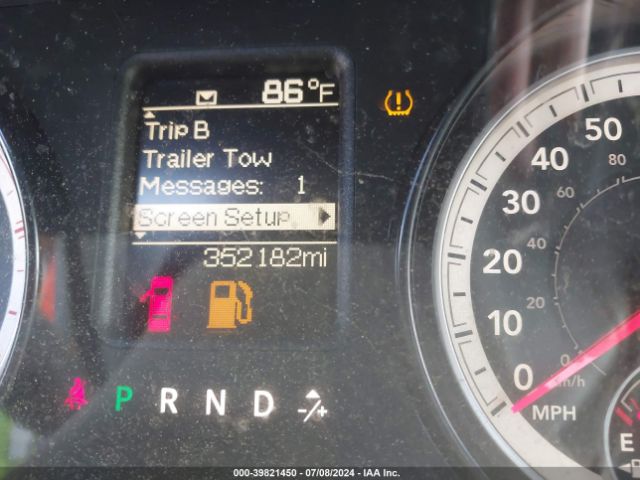 86°F
Trip B
Trailer Tow
Messages: 1
Screen Setup
352182mi
P R N D -/+
50
40
30
20
10
0
MPH
80
60
40
20
0
km/h
E
000-39821450 - 07/08/2024 - IAA Inc.